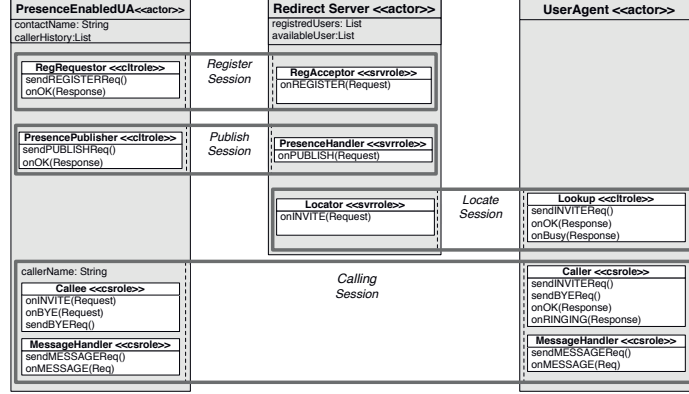 PresenceEnabledUA<<actor>>
contactName: String
callerHistory:List
Redirect Server <<actor>>
registredUsers: List
availableUser:List
UserAgent <<actor>>
RegRequestor <<cltrole>>
sendREGISTERReq()
onOK(Response)
Register
Session
RegAcceptor <<srvrole>>
onREGISTER(Request)
PresencePublisher <<cltrole>>
sendPUBLISHReq()
onOK(Response)
Publish
Session
PresenceHandler <<svrrole>>
onPUBLISH(Request)
Locator <<svrrole>>
onINVITE(Request)
Locate
Session
Lookup <<cltrole>>
sendINVITEReq()
onOK(Response)
onBusy(Response)
callerName: String
Callee <<csrole>>
onINVITE(Request)
onBYE(Request)
sendBYEReq()
MessageHandler <<csrole>>
sendMESSAGEReq()
onMESSAGE(Req)
Calling
Session
Caller <<csrole>>
sendINVITEReq()
sendBYEReq()
onOK(Response)
onRINGING(Response)
MessageHandler <<csrole>>
sendMESSAGEReq()
onMESSAGE(Req)